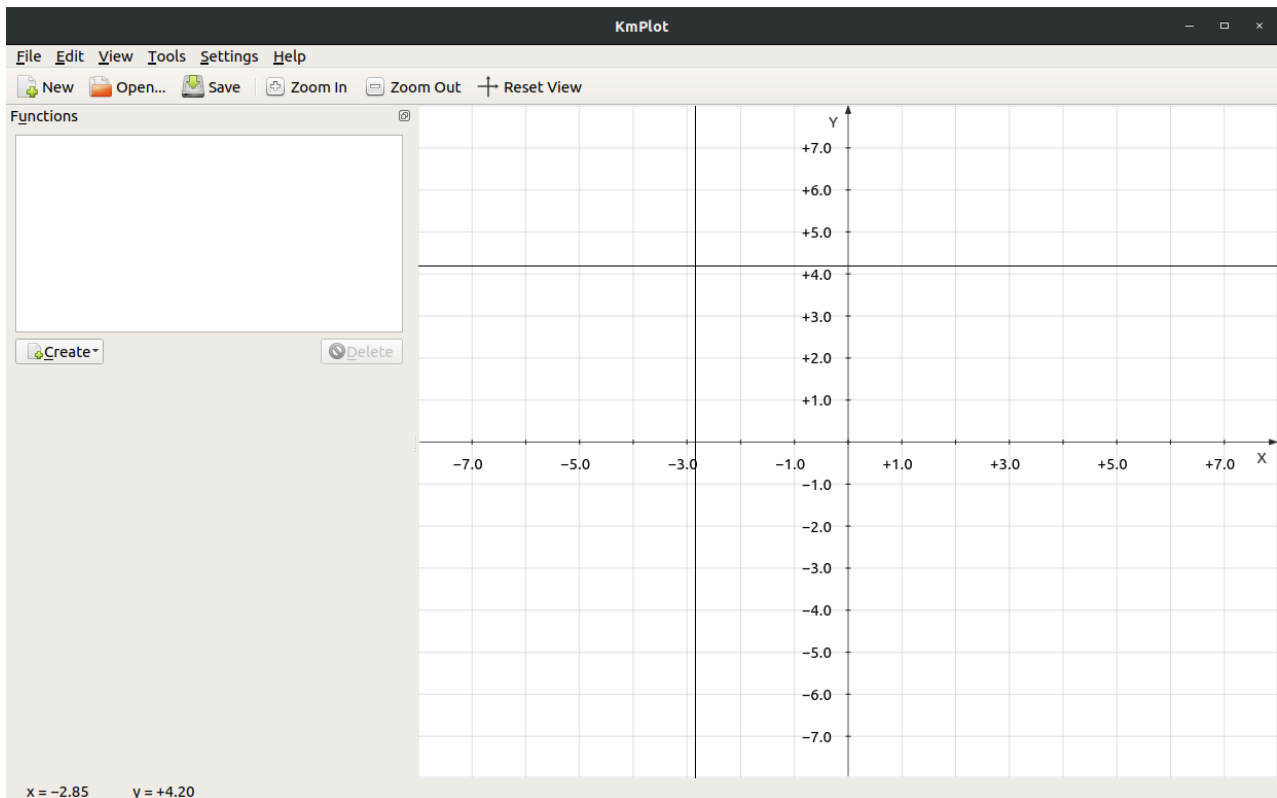 KmPlot
File Edit View Tools Settings Help
New Open... Save Zoom In Zoom Out Reset View
Functions
Create
Delete
Y
+7.0
+6.0
+5.0
+4.0
+3.0
+2.0
+1.0
−7.0 −5.0 −3.0 −1.0 +1.0 +3.0 +5.0 +7.0 X
−1.0
−2.0
−3.0
−4.0
−5.0
−6.0
−7.0
x = −2.85 y = +4.20